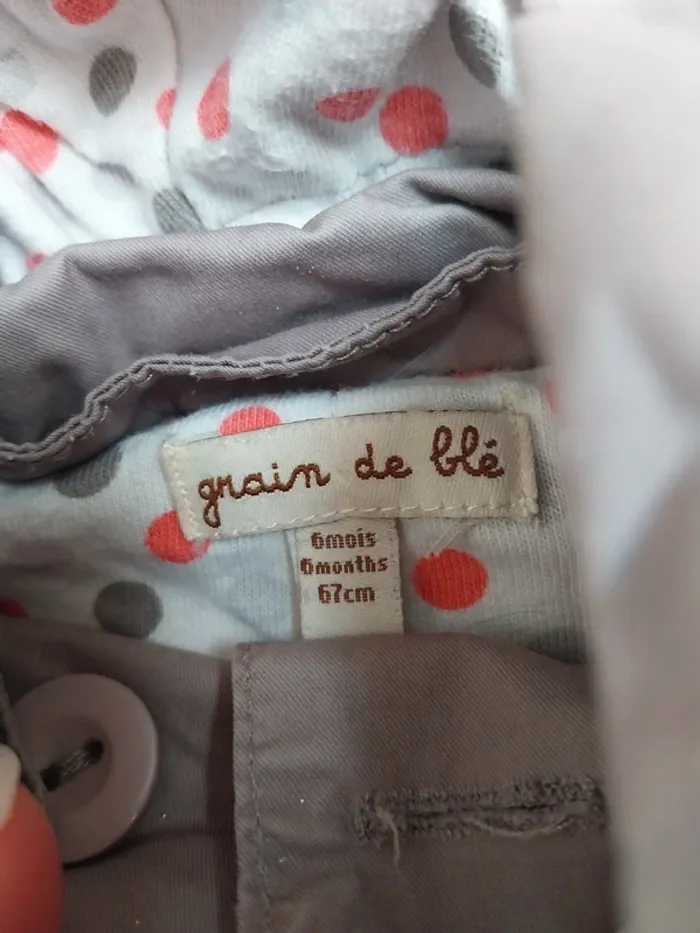 grain de blé
6mois
6months
67cm